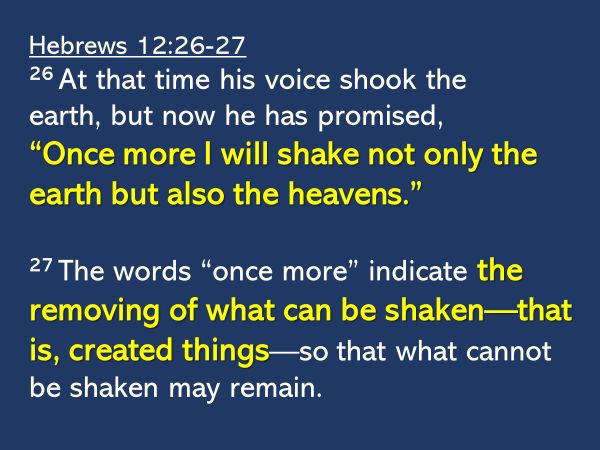 Hebrews 12:26-27
26 At that time his voice shook the
earth, but now he has promised,
“Once more I will shake not only the
earth but also the heavens.”
27 The words “once more” indicate the
removing of what can be shaken—that
is, created things—so that what cannot
be shaken may remain.